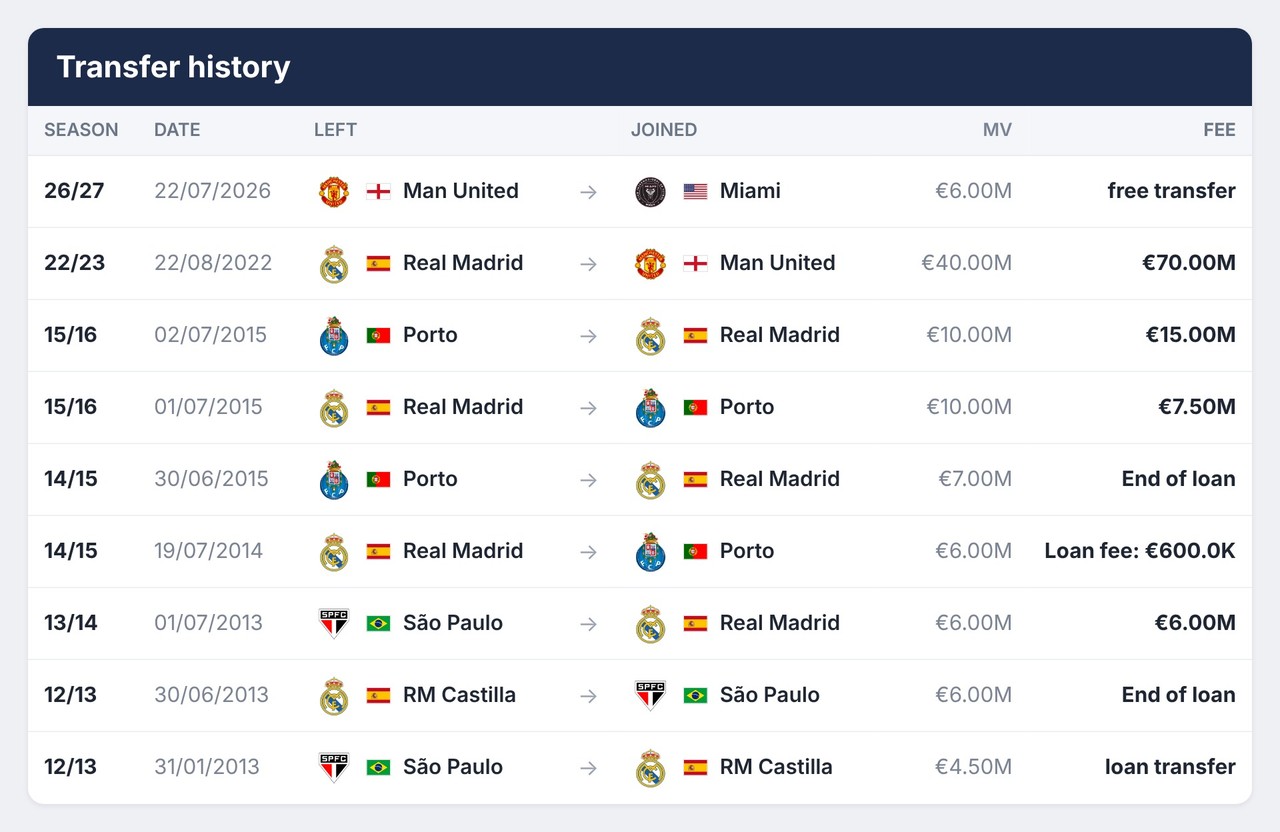 Transfer history
SEASON DATE LEFT JOINED MV FEE
26/27 22/07/2026 Man United → Miami €6.00M free transfer
22/23 22/08/2022 Real Madrid → Man United €40.00M €70.00M
15/16 02/07/2015 Porto → Real Madrid €10.00M €15.00M
15/16 01/07/2015 Real Madrid → Porto €10.00M €7.50M
14/15 30/06/2015 Porto → Real Madrid €7.00M End of loan
14/15 19/07/2014 Real Madrid → Porto €6.00M Loan fee: €600.0K
13/14 01/07/2013 SPFC São Paulo → Real Madrid €6.00M €6.00M
12/13 30/06/2013 RM Castilla → SPFC São Paulo €6.00M End of loan
12/13 31/01/2013 SPFC São Paulo → RM Castilla €4.50M loan transfer